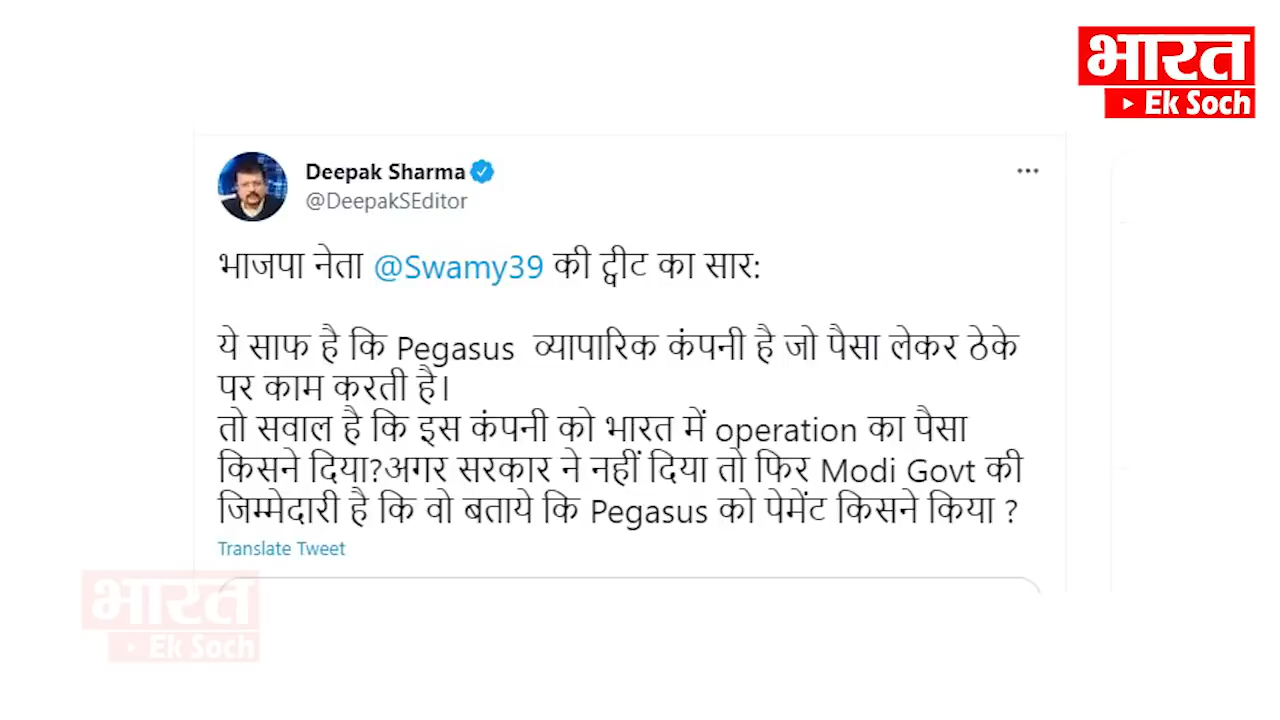 भारत
Ek Soch
Deepak Sharma
@DeepakSEditor
भाजपा नेता @Swamy39 की ट्वीट का सार:
ये साफ है कि Pegasus व्यापारिक कंपनी है जो पैसा लेकर ठेके
पर काम करती है।
तो सवाल है कि इस कंपनी को भारत में operation का पैसा
किसने दिया?अगर सरकार ने नहीं दिया तो फिर Modi Govt की
जिम्मेदारी है कि वो बताये कि Pegasus को पेमेंट किसने किया ?
Translate Tweet
भारत
Ek Soch